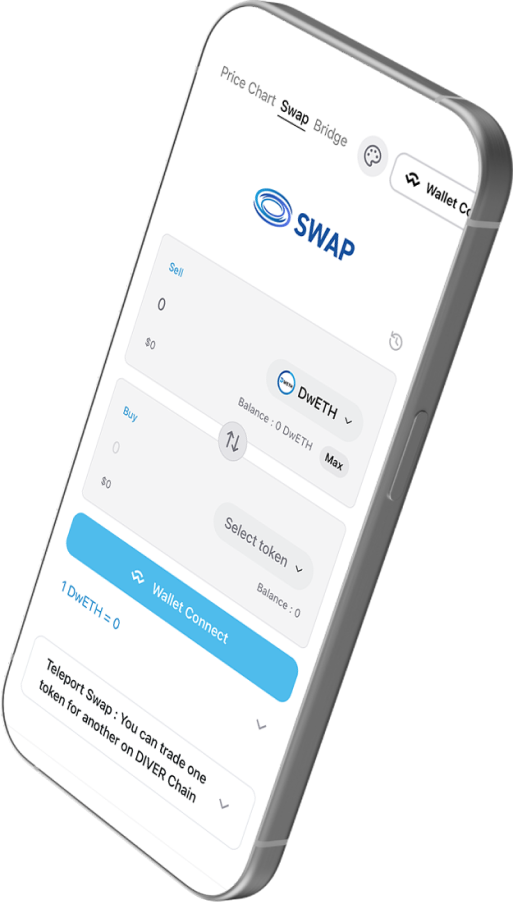 Price Chart Swap Bridge
Wallet Co
SWAP
Sell
0
$0
DwETH
Balance : 0 DwETH Max
Buy
0
$0
Select token
Balance : 0
Wallet Connect
1 DwETH = 0
Teleport Swap : You can trade one
token for another on DIVER Chain